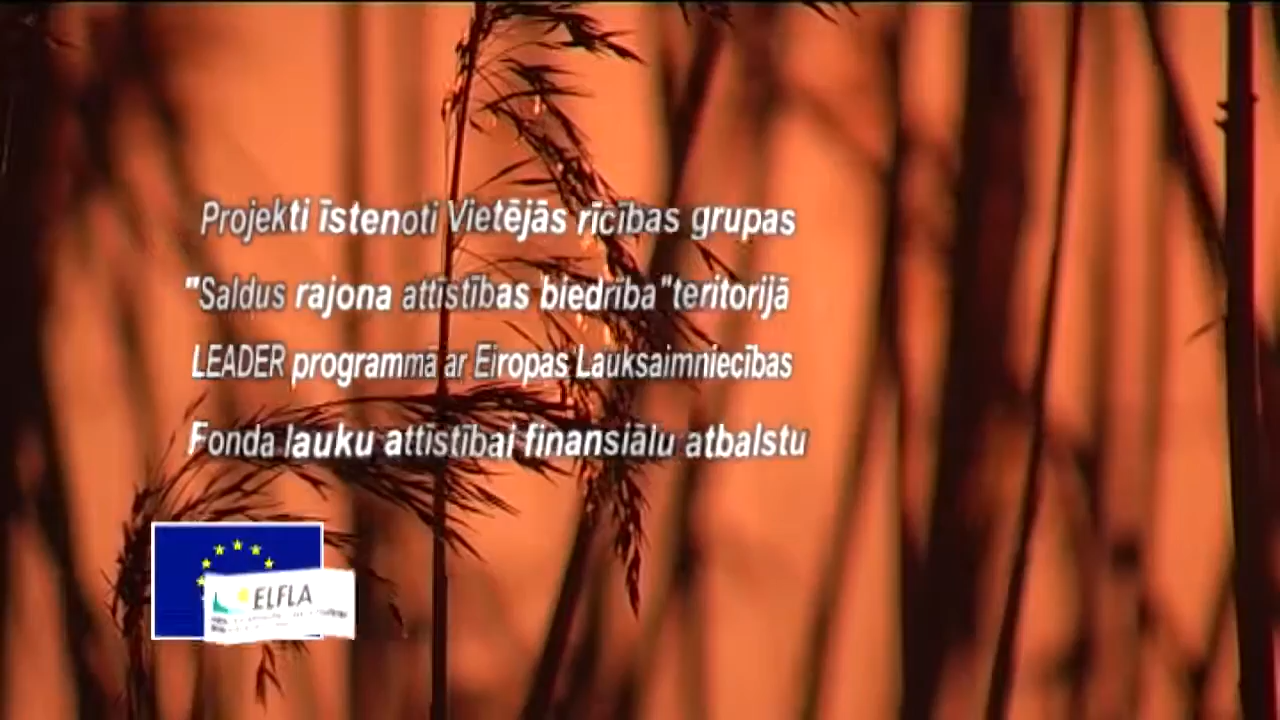 Projekti īstenoti Vietējās rīcības grupas
"Saldus rajona attīstības biedrība"teritorijā
LEADER programmā ar Eiropas Lauksaimniecības
Fonda lauku attīstībai finansiālu atbalstu
ELFLA